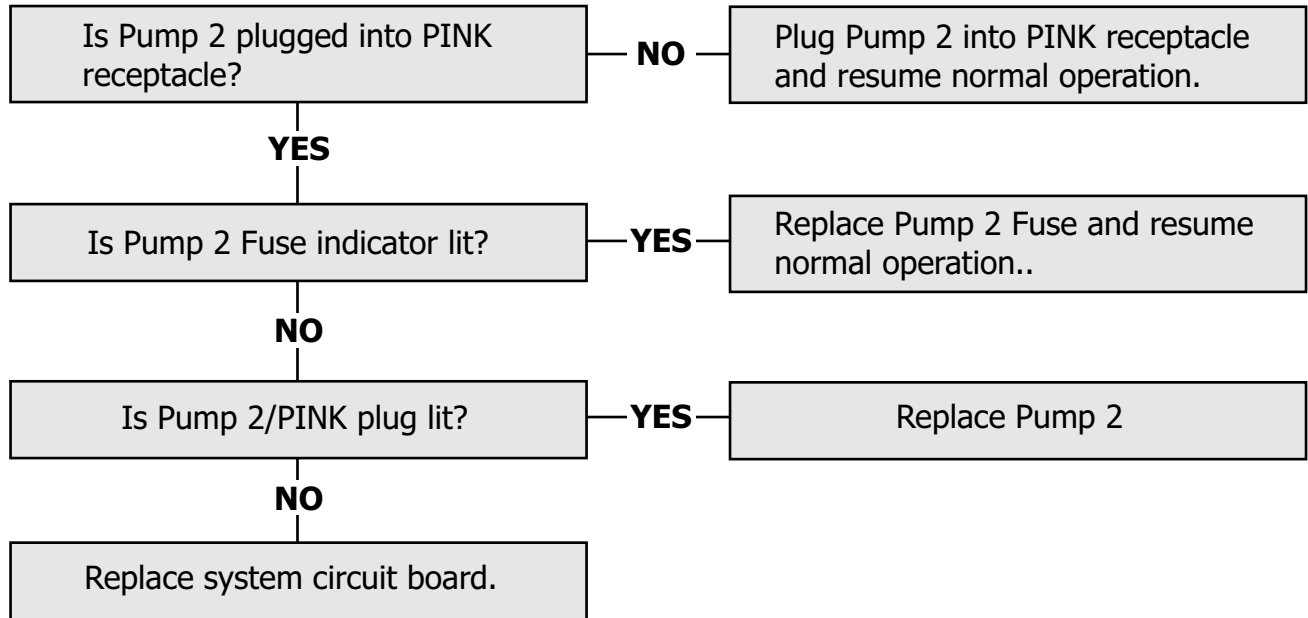 Is Pump 2 plugged into PINK
receptacle?
NO
Plug Pump 2 into PINK receptacle
and resume normal operation.
YES
Is Pump 2 Fuse indicator lit?
YES
Replace Pump 2 Fuse and resume
normal operation..
NO
Is Pump 2/PINK plug lit?
YES
Replace Pump 2
NO
Replace system circuit board.